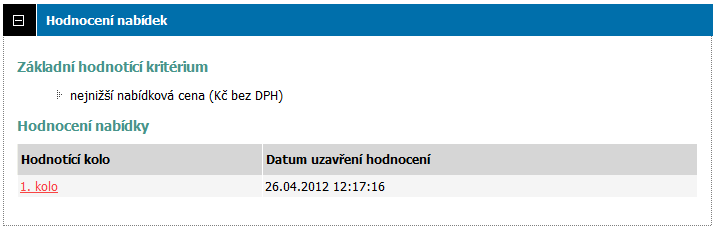 Hodnocení nabídek
Základní hodnotící kritérium
nejnižší nabídková cena (Kč bez DPH)
Hodnocení nabídky
Hodnotící kolo Datum uzavření hodnocení
1. kolo 26.04.2012 12:17:16